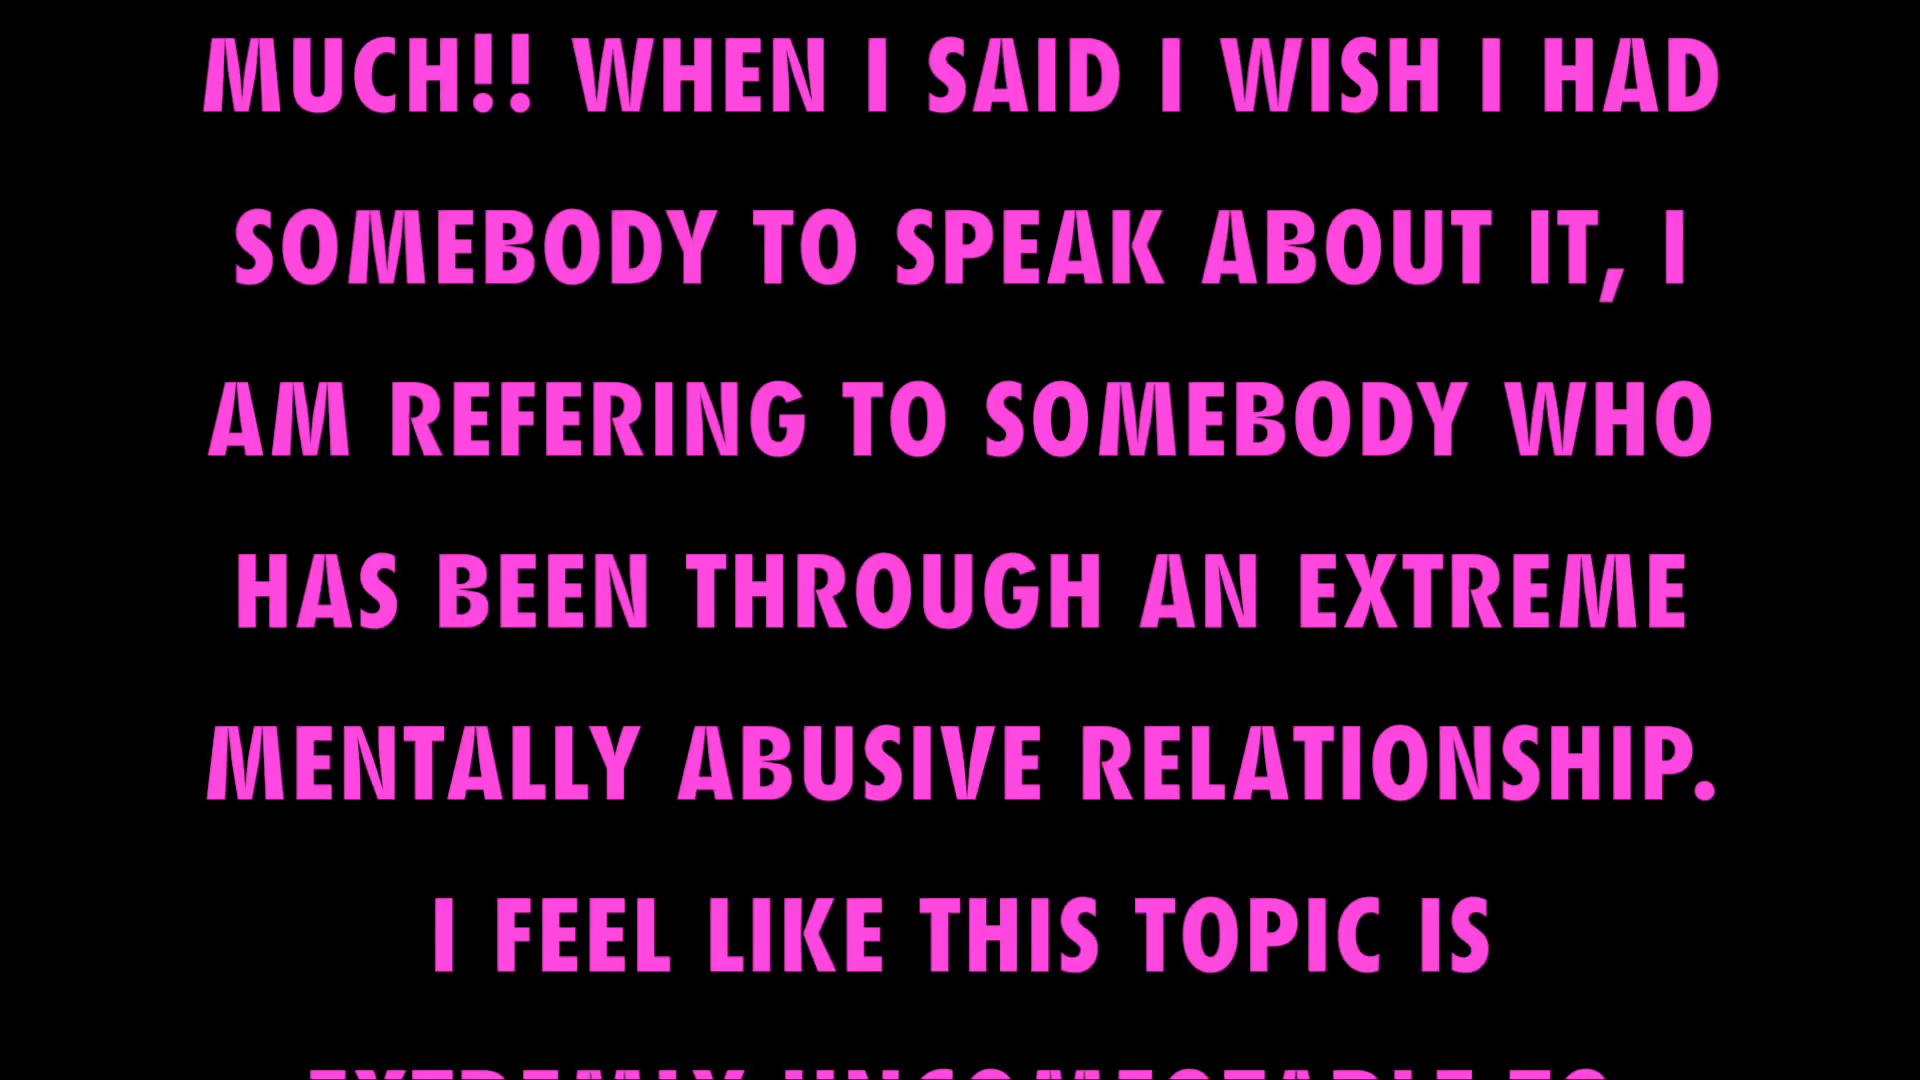 MUCH!! WHEN I SAID I WISH I HAD
SOMEBODY TO SPEAK ABOUT IT, I
AM REFERING TO SOMEBODY WHO
HAS BEEN THROUGH AN EXTREME
MENTALLY ABUSIVE RELATIONSHIP.
I FEEL LIKE THIS TOPIC IS